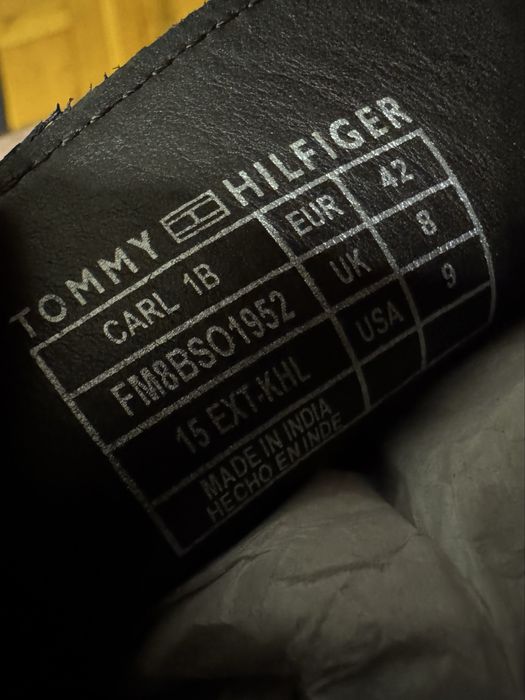 TOMMY HILFIGER
CARL 1B EUR 42
FM8BSO1952 UK 8
15 EXT-KHL USA 9
MADE IN INDIA
HECHO EN INDE